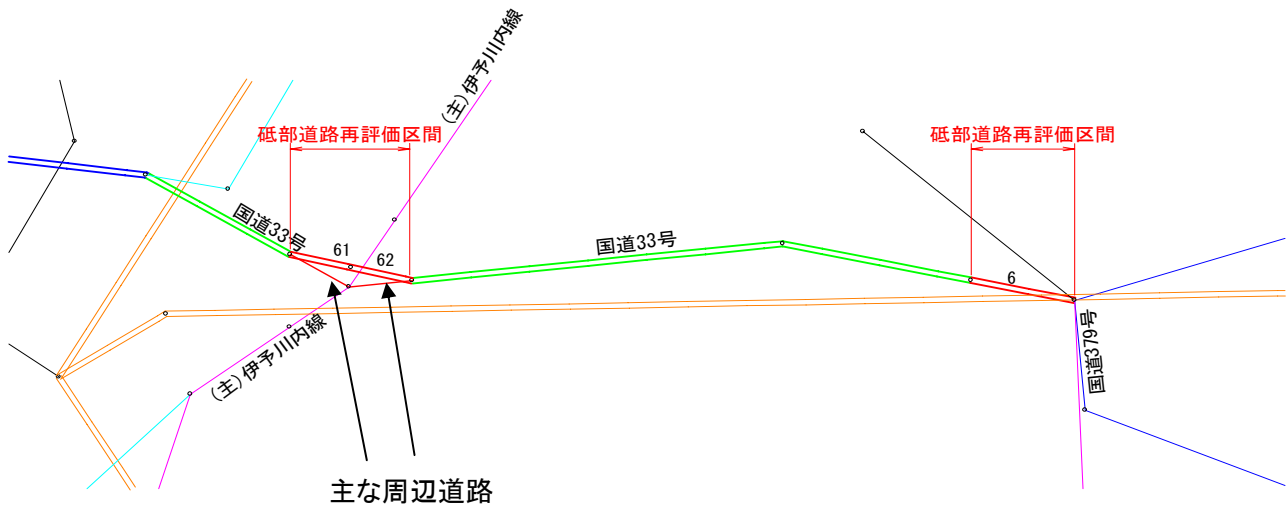 (主)伊予川内線
砥部道路再評価区間
砥部道路再評価区間
国道33号
61
62
国道33号
6
(主)伊予川内線
国道379号
主な周辺道路